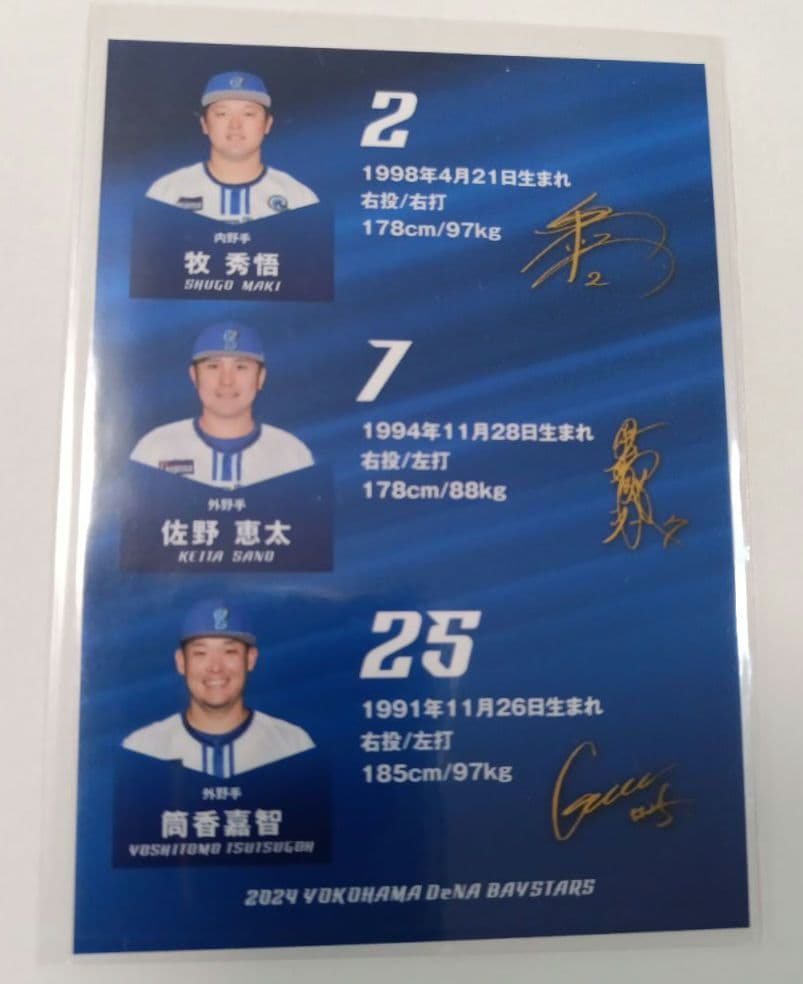 2
1998年4月21日生まれ
右投/右打
178cm/97kg
内野手
牧 秀悟
SHUGO MAKI
2
7
1994年11月28日生まれ
右投/左打
178cm/88kg
外野手
佐野 恵太
KEITA SANO
7
25
1991年11月26日生まれ
右投/左打
185cm/97kg
外野手
筒香嘉智
YOSHITOMO TSUTSUGOH
2024 YOKOHAMA DeNA BAYSTARS